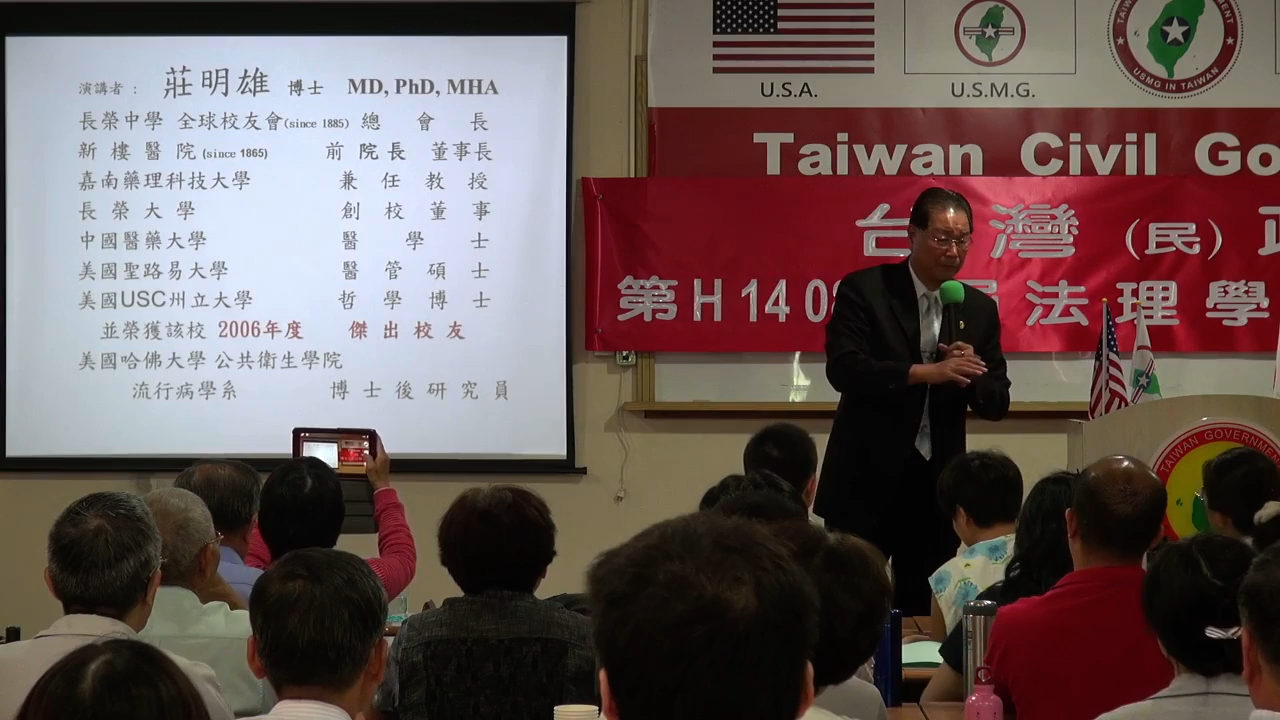 演講者 : 莊明雄 博士 MD, PhD, MHA
長榮中學 全球校友會(since 1885) 總 會 長
新 樓 醫 院 (since 1865) 前 院 長 董事長
嘉南藥理科技大學 兼 任 教 授
長 榮 大 學 創 校 董 事
中國醫藥大學 醫 學 士
美國聖路易大學 醫 管 碩 士
美國USC州立大學 哲 學 博 士
並榮獲該校 2006年度 傑 出 校 友
美國哈佛大學 公共衛生學院
流行病學系 博 士 後 研 究 員
U.S.A.
U.S.M.G.
USMG IN TAIWAN
Taiwan Civil Go
台 灣 (民)
第 H 14 0
法 理 學
TAIWAN GOVERNMENT